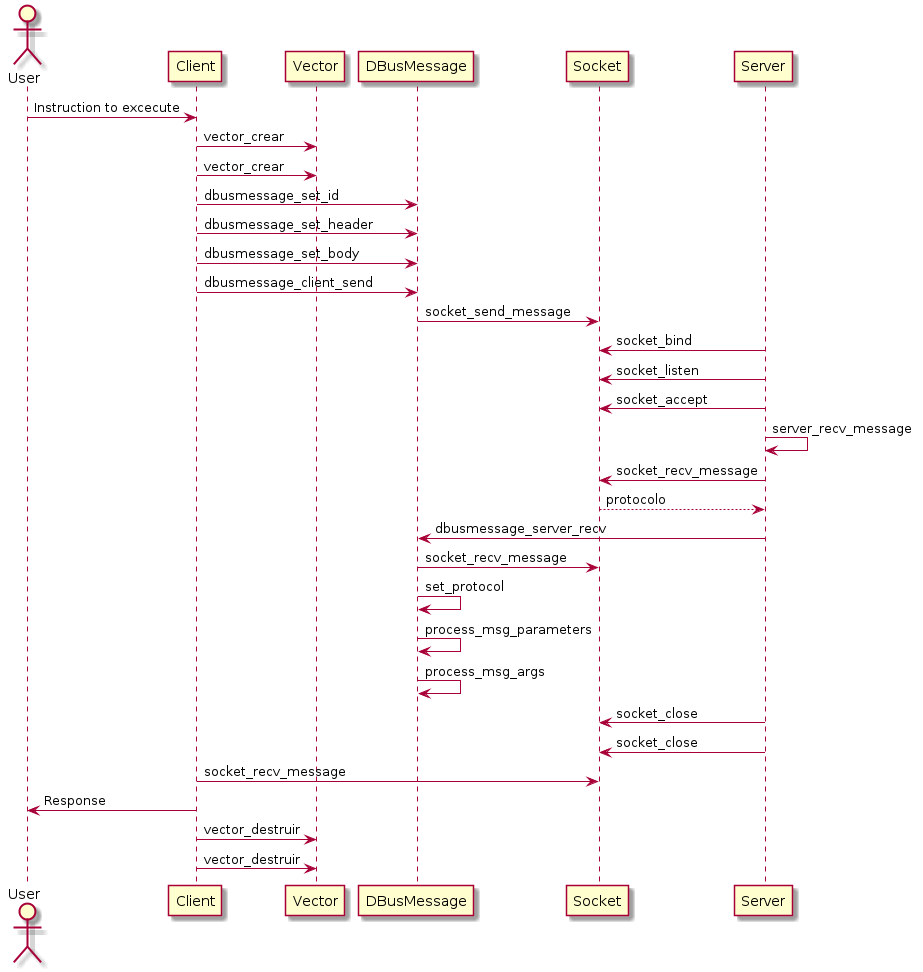 User
Client
Vector
DBusMessage
Socket
Server
Instruction to excecute
vector_crear
vector_crear
dbusmessage_set_id
dbusmessage_set_header
dbusmessage_set_body
dbusmessage_client_send
socket_send_message
socket_bind
socket_listen
socket_accept
server_recv_message
socket_recv_message
protocolo
dbusmessage_server_recv
socket_recv_message
set_protocol
process_msg_parameters
process_msg_args
socket_close
socket_close
socket_recv_message
Response
vector_destruir
vector_destruir
User
Client
Vector
DBusMessage
Socket
Server